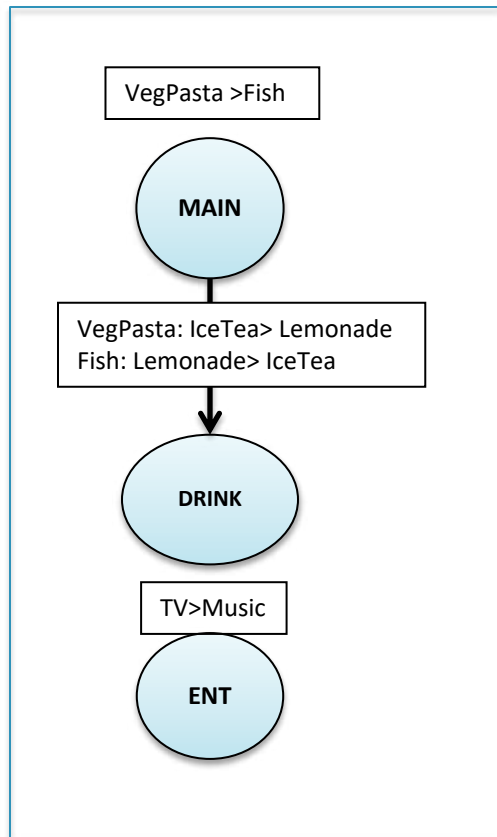 VegPasta >Fish
MAIN
VegPasta: IceTea> Lemonade
Fish: Lemonade> IceTea
DRINK
TV>Music
ENT